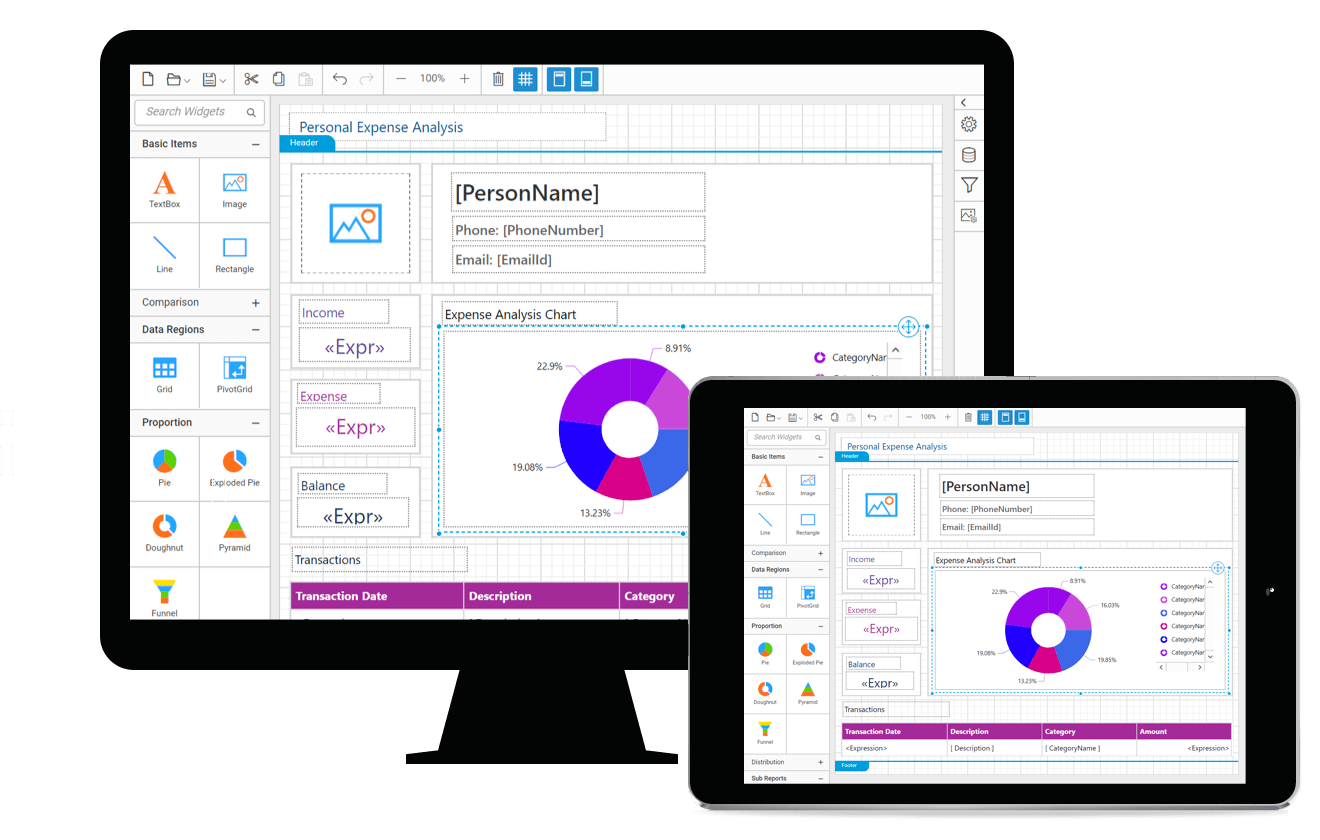 100%
Search Widgets
Basic Items
TextBox
Image
Line
Rectangle
Comparison
Data Regions
Grid
PivotGrid
Proportion
Pie
Exploded Pie
Doughnut
Pyramid
Funnel
Personal Expense Analysis
Header
[PersonName]
Phone: [PhoneNumber]
Email: [EmailId]
Income
«Expr»
Expense
«Expr»
Balance
«Expr»
Expense Analysis Chart
8.91%
22.9%
19.08%
13.23%
CategoryNar
Transactions
Transaction Date Description Category
100%
Search Widgets
Basic Items
TextBox
Image
Line
Rectangle
Comparison
Data Regions
Grid
PivotGrid
Proportion
Pie
Exploded Pie
Doughnut
Pyramid
Funnel
Distribution
Sub Reports
Personal Expense Analysis
Header
[PersonName]
Phone: [PhoneNumber]
Email: [EmailId]
Income
«Expr»
Expense
«Expr»
Balance
«Expr»
Expense Analysis Chart
8.91%
22.9%
16.03%
19.08%
19.85%
13.23%
CategoryNar
CategoryNar
CategoryNar
CategoryNar
CategoryNar
CategoryNar
Transactions
Transaction Date Description Category Amount
<Expression> [ Description ] [ CategoryName ] <Expression>
Footer